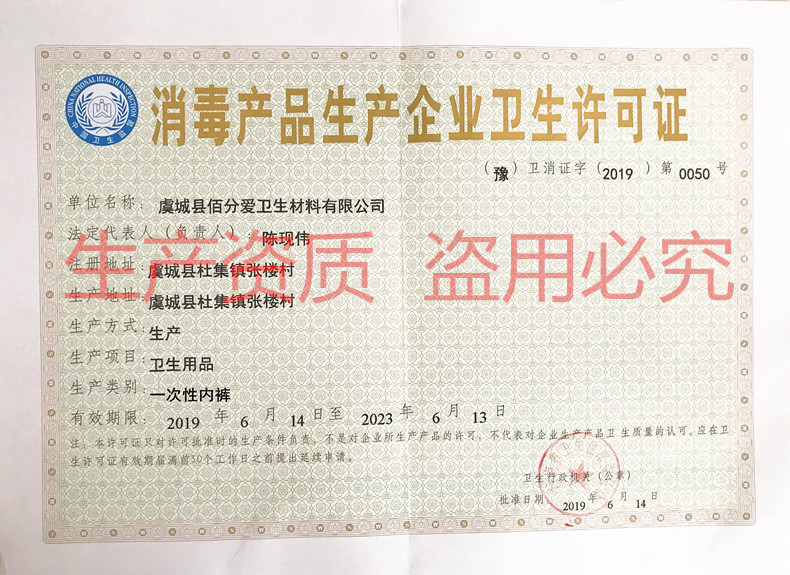 CHINA NATIONAL HEALTH INSPECTION
中国卫生监督
消毒产品生产企业卫生许可证
（豫）卫消证字（2019）第0050号
单位名称：虞城县佰分爱卫生材料有限公司
法定代表人（负责人）：陈现伟
注册地址：虞城县杜集镇张楼村
生产资质 盗用必究
生产地址：虞城县杜集镇张楼村
生产方式：生产
生产项目：卫生用品
生产类别：一次性内裤
有效期限：2019年6月14日至2023年6月13日
注：本许可证只对许可批准时的生产条件负责，不是对企业所生产产品的许可，不代表对企业生产产品卫生质量的认可。应在卫
生许可证有效期届满前30个工作日之前提出延续申请。
卫生行政机关（公章）
批准日期：2019年6月14日